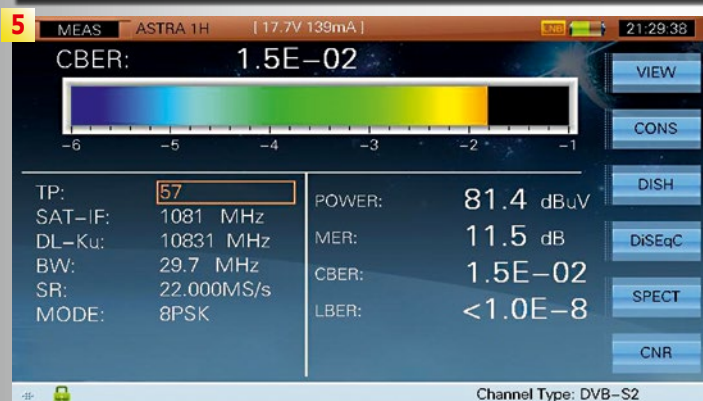 5
MEAS ASTRA 1H [ 17.7V 139mA ] LNB 21:29:38
CBER: 1.5E−02
−6 −5 −4 −3 −2 −1
TP: 57
SAT−IF: 1081 MHz
DL−Ku: 10831 MHz
BW: 29.7 MHz
SR: 22.000MS/s
MODE: 8PSK
POWER: 81.4 dBuV
MER: 11.5 dB
CBER: 1.5E−02
LBER: <1.0E−8
VIEW
CONS
DISH
DiSEqC
SPECT
CNR
Channel Type: DVB−S2